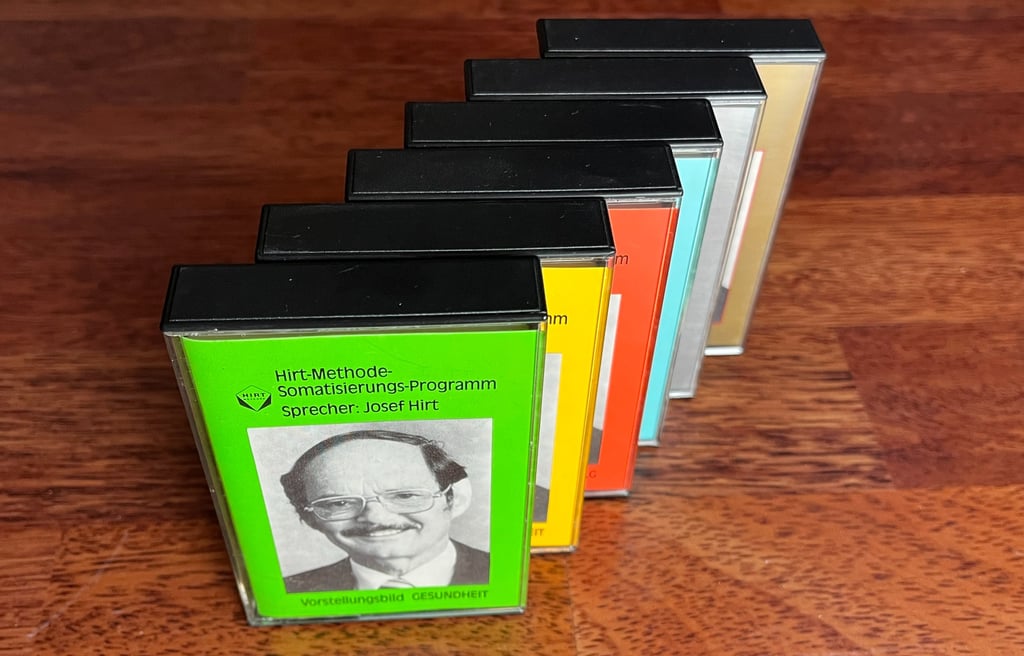 Hirt-Methode-
Somatisierungs-Programm
Sprecher: Josef Hirt
HIRT
Vorstellungsbild GESUNDHEIT